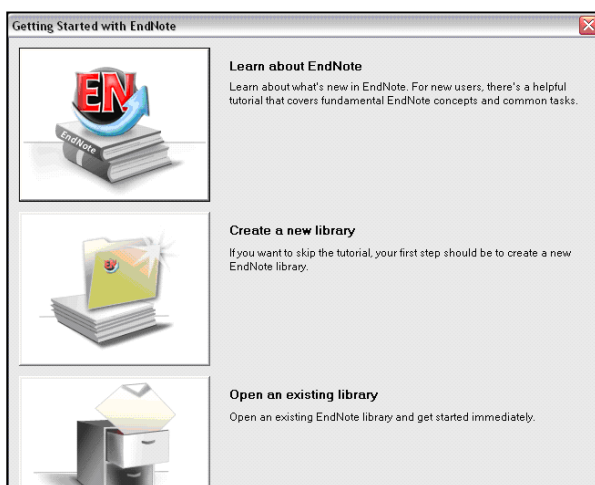 Getting Started with EndNote
Learn about EndNote
Learn about what's new in EndNote. For new users, there's a helpful
tutorial that covers fundamental EndNote concepts and common tasks.
EN
EndNote
Create a new library
If you want to skip the tutorial, your first step should be to create a new
EndNote library.
EN
Open an existing library
Open an existing EndNote library and get started immediately.